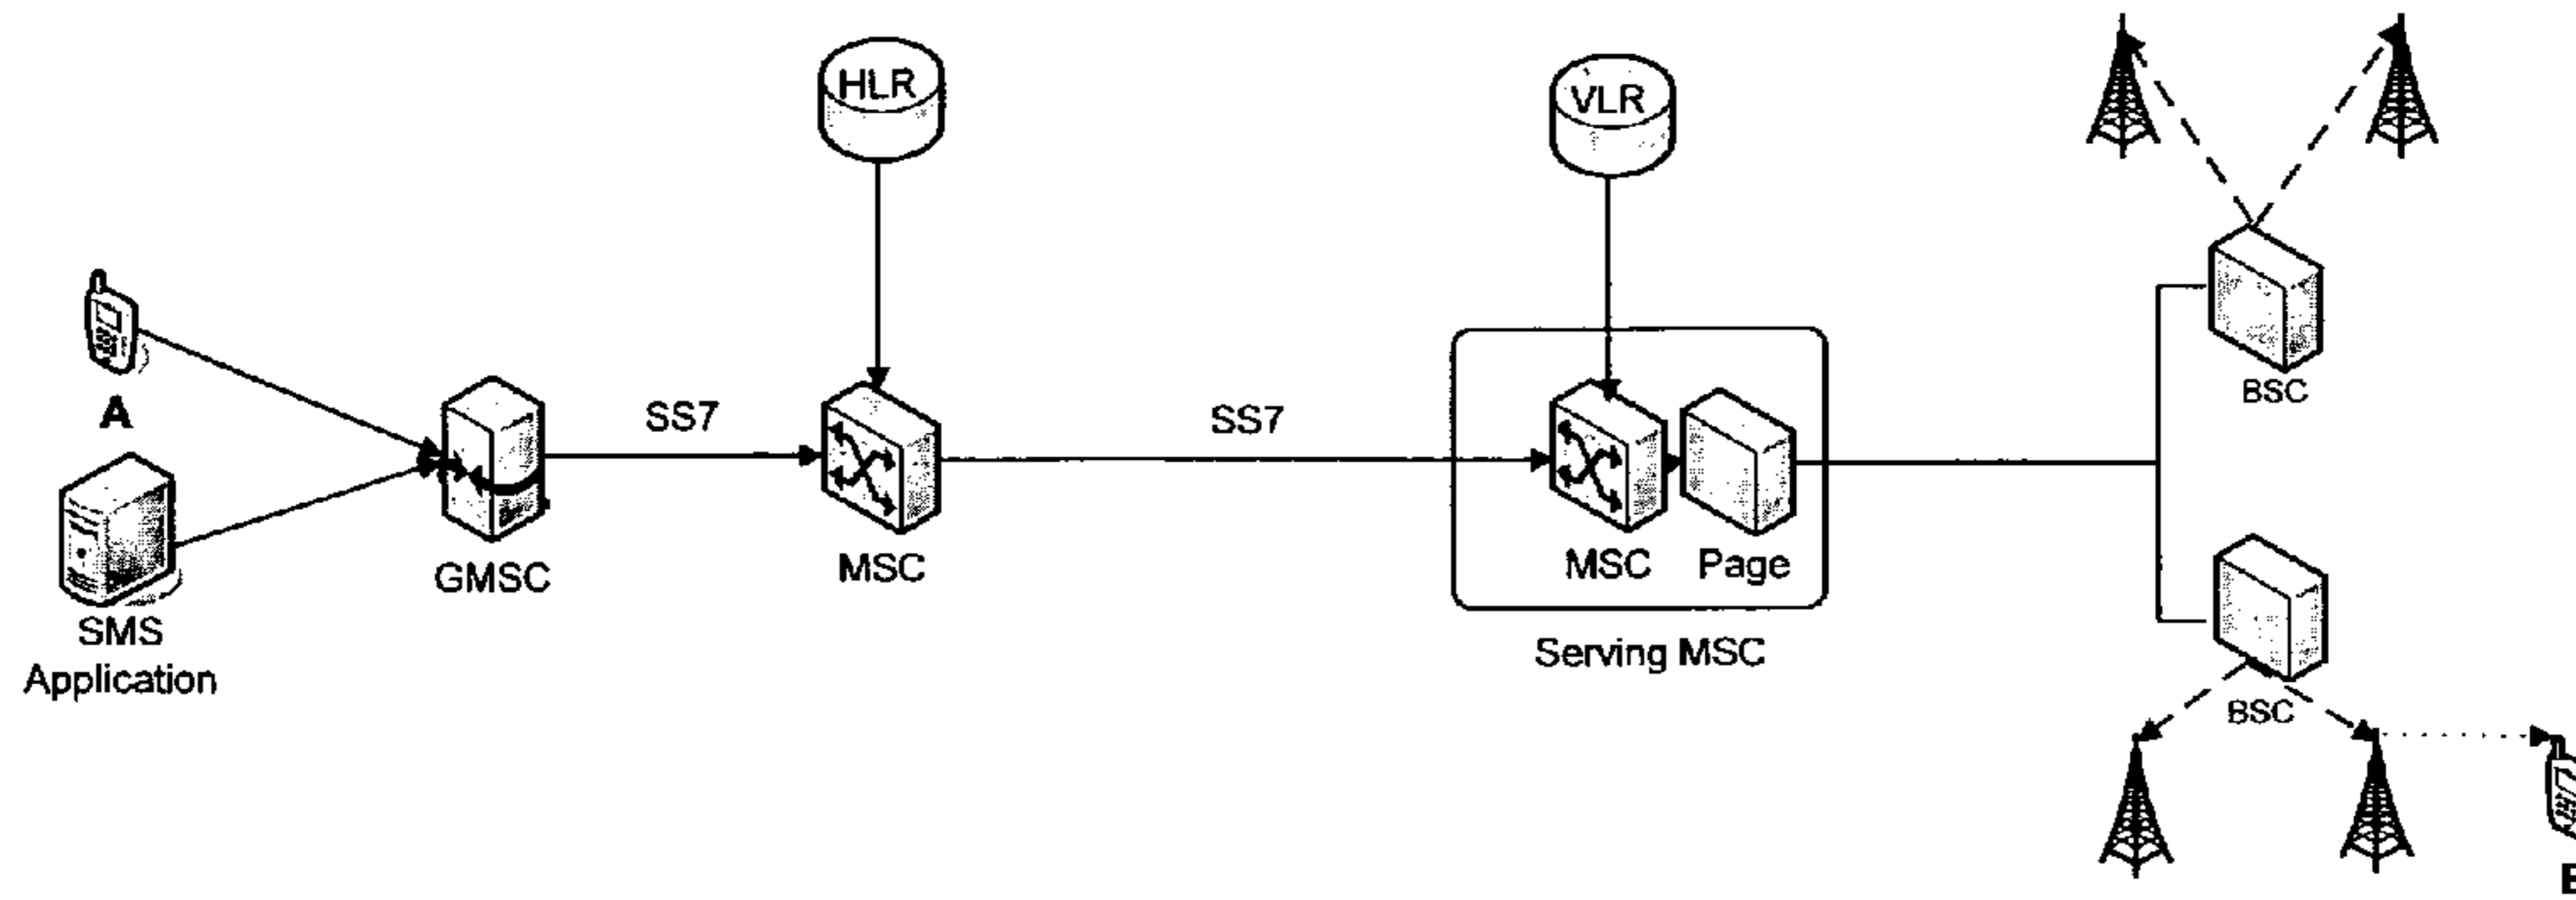 HLR
VLR
A
SMS
Application
GMSC
SS7
MSC
SS7
MSC
Page
Serving MSC
BSC
BSC